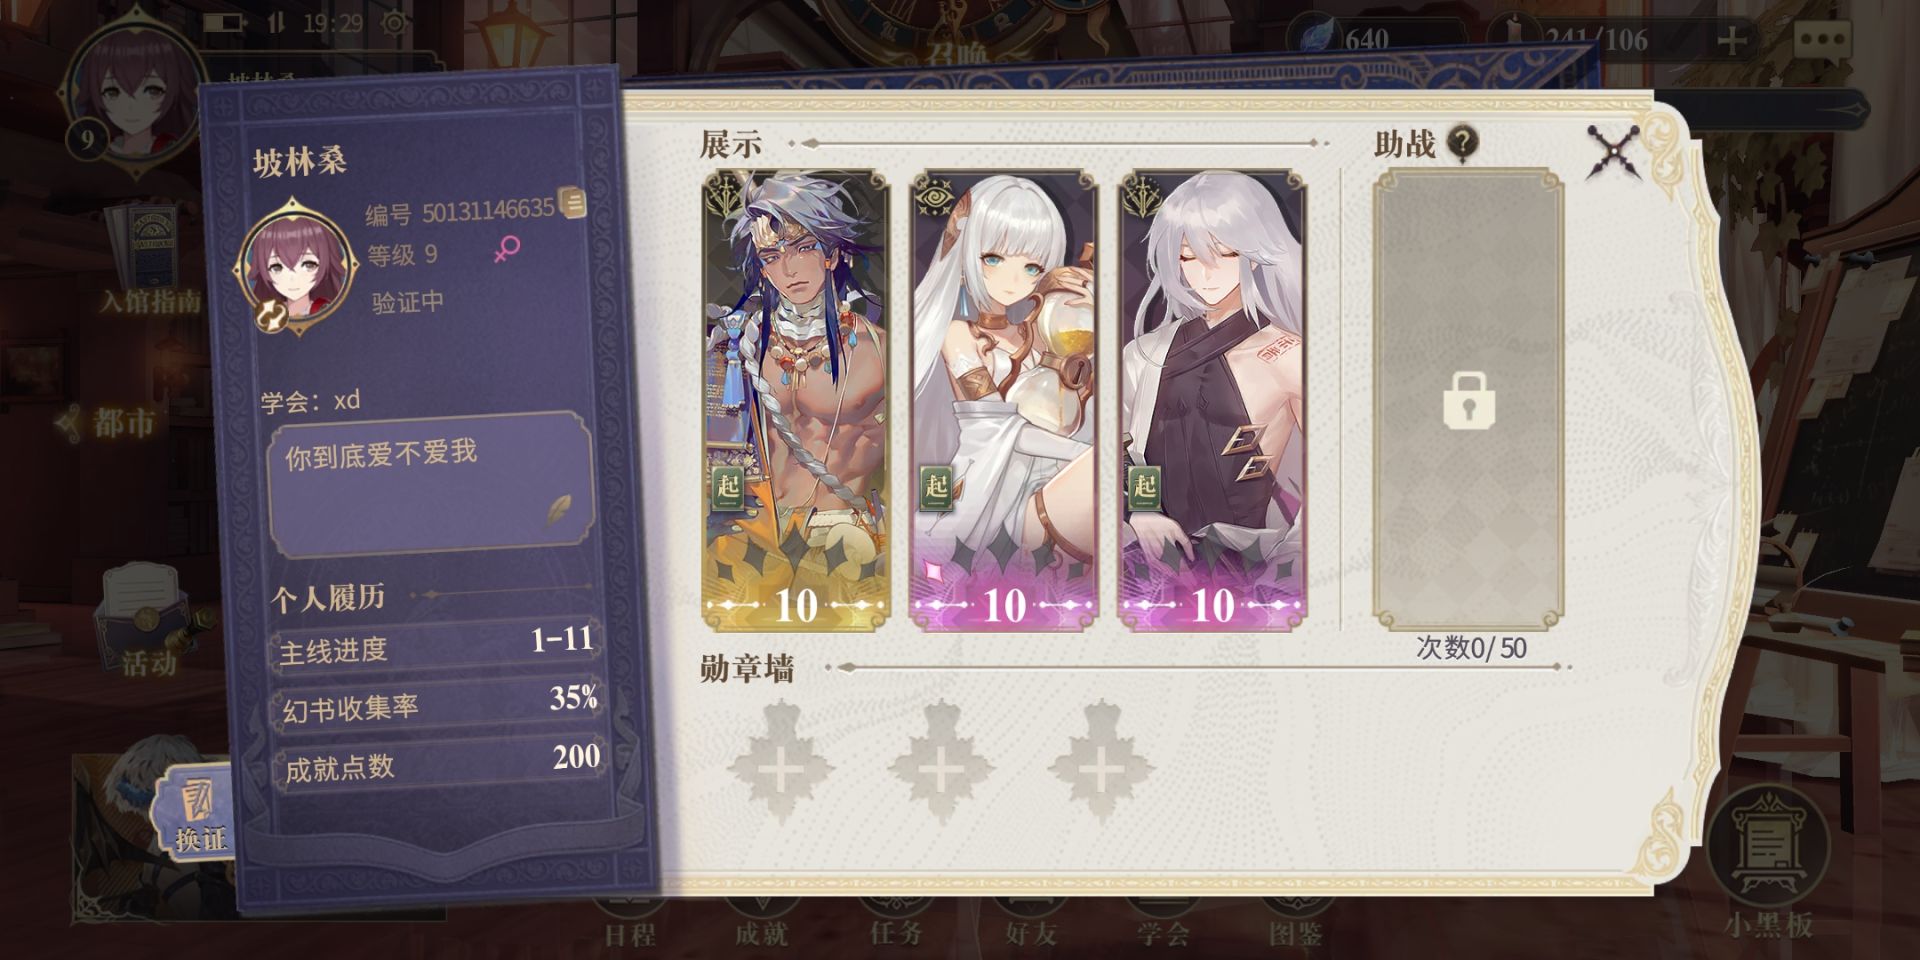 19:29
召唤
640
241/106
9
坡林桑
编号 50131146635
等级 9
验证中
学会：xd
你到底爱不爱我
个人履历
主线进度 1-11
幻书收集率 35%
成就点数 200
换证
展示
助战 ?
起 10
起 10
起 10
次数0/50
勋章墙
入馆指南
都市
活动
日程
成就
任务
好友
学会
图鉴
小黑板